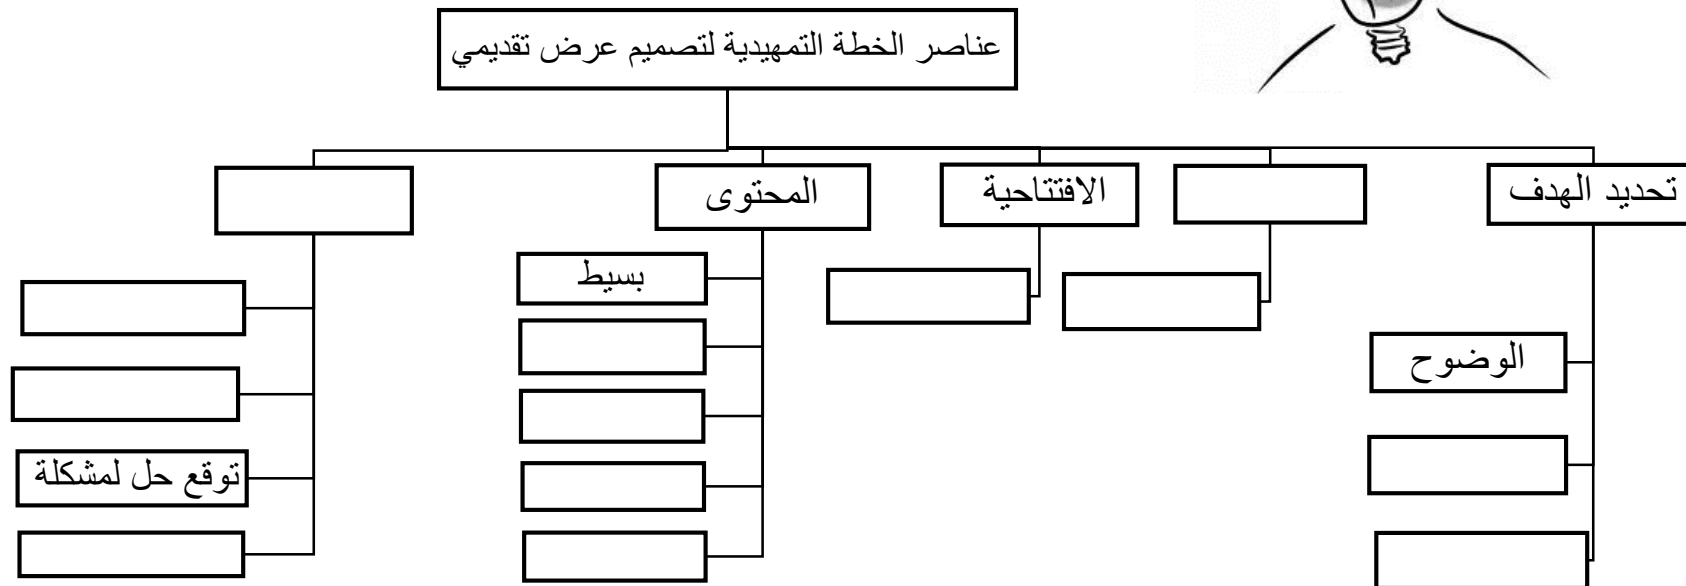 عناصر الخطة التمهيدية لتصميم عرض تقديمي
تحديد الهدف
الافتتاحية
المحتوى
الوضوح
بسيط
توقع حل لمشكلة